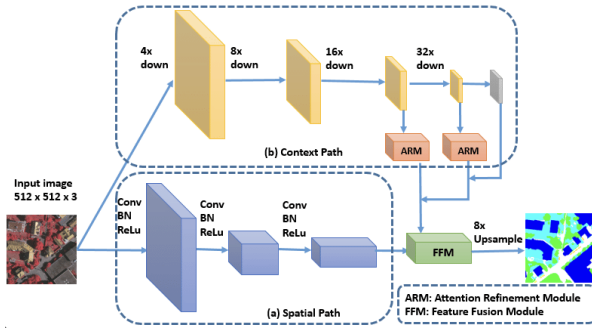 4x
down
8x
down
16x
down
32x
down
ARM
ARM
(b) Context Path
Input image
512 x 512 x 3
Conv
BN
ReLu
Conv
BN
ReLu
Conv
BN
ReLu
8x
Upsample
FFM
(a) Spatial Path
ARM: Attention Refinement Module
FFM: Feature Fusion Module